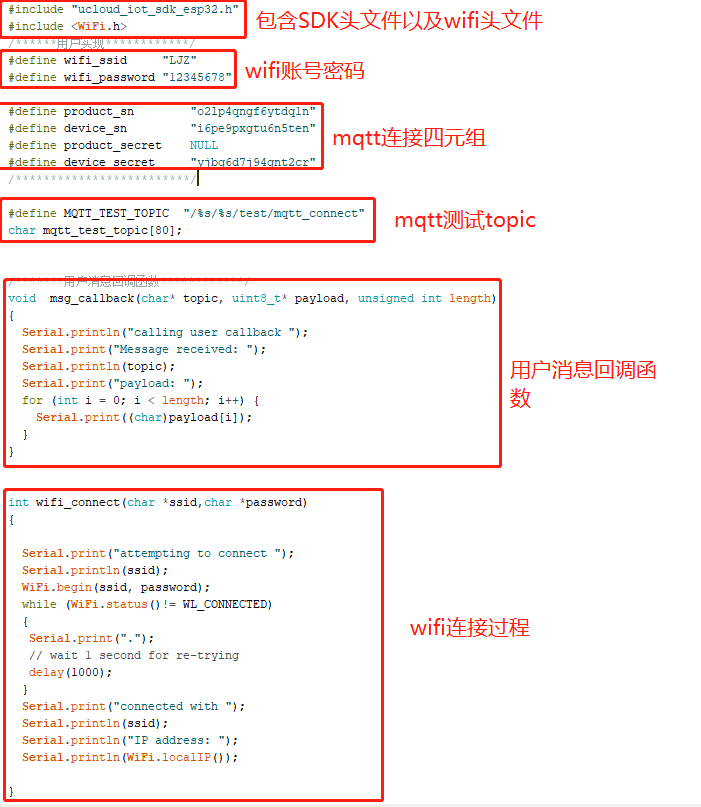 #include "ucloud_iot_sdk_esp32.h"
#include <WiFi.h>
包含SDK头文件以及wifi头文件
/******用户实现************/
#define wifi_ssid     "LJZ"
#define wifi_password "12345678"
wifi账号密码
#define product_sn        "o2lp4qngf6ytdqln"
#define device_sn         "i6pe9pxgtu6n5ten"
#define product_secret    NULL
#define device_secret     "yjbg6d7j94gnt2cr"
mqtt连接四元组
/*************************/
#define MQTT_TEST_TOPIC  "/%s/%s/test/mqtt_connect"
char mqtt_test_topic[80];
mqtt测试topic
/*******用户消息回调函数************/
void  msg_callback(char* topic, uint8_t* payload, unsigned int length)
{
  Serial.println("calling user callback ");
  Serial.print("Message received: ");
  Serial.println(topic);
  Serial.print("payload: ");
  for (int i = 0; i < length; i++) {
    Serial.print((char)payload[i]);
  }
}
用户消息回调函
数
int wifi_connect(char *ssid,char *password)
{
  Serial.print("attempting to connect ");
  Serial.println(ssid);
  WiFi.begin(ssid, password);
  while (WiFi.status()!= WL_CONNECTED)
  {
   Serial.print(".");
   // wait 1 second for re-trying
   delay(1000);
  }
  Serial.print("connected with ");
  Serial.println(ssid);
  Serial.println("IP address: ");
  Serial.println(WiFi.localIP());
}
wifi连接过程